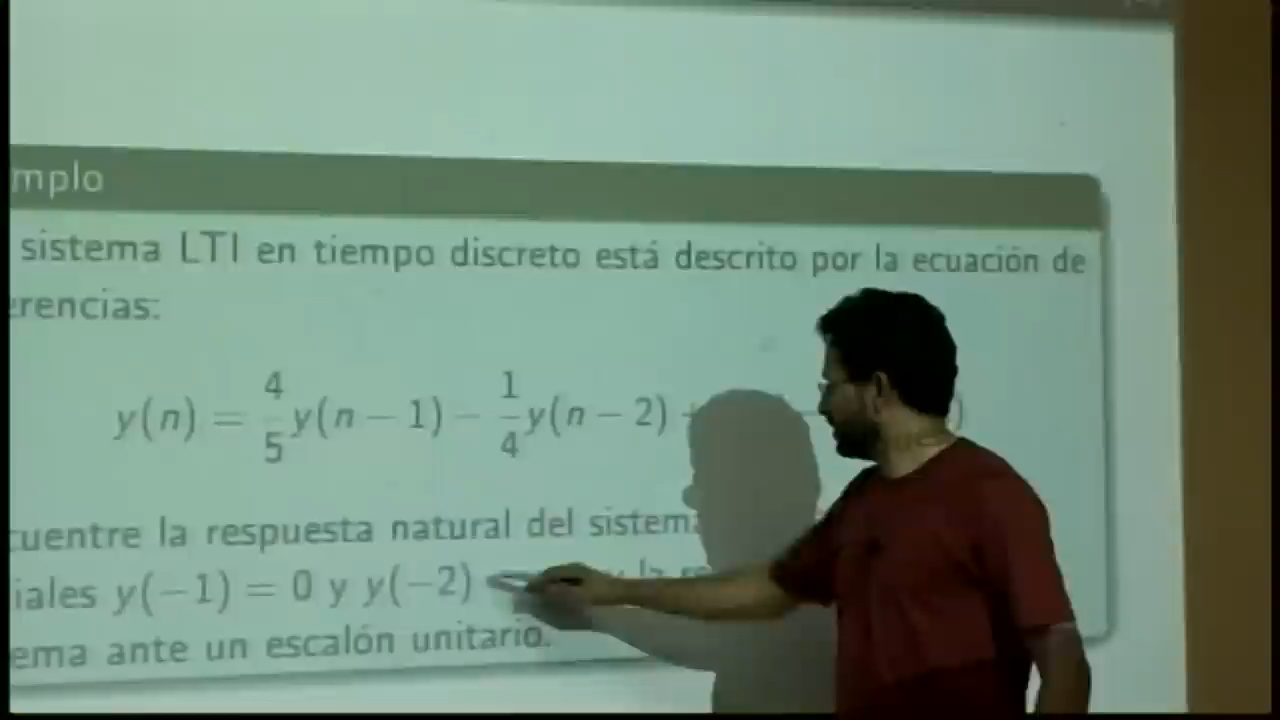 mplo
sistema LTI en tiempo discreto está descrito por la ecuación de
erencias:
y(n) = 4/5 y(n − 1) − 1/4 y(n − 2) +
cuentre la respuesta natural del sistema
iales y(−1) = 0 y y(−2) y la
ema ante un escalón unitario.